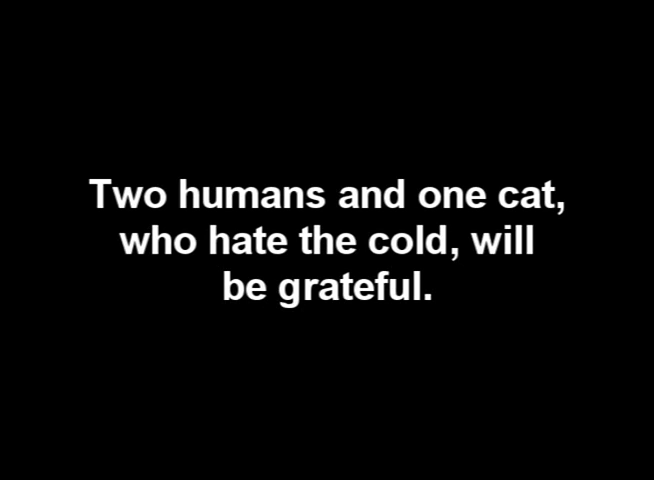 Two humans and one cat,
who hate the cold, will
be grateful.